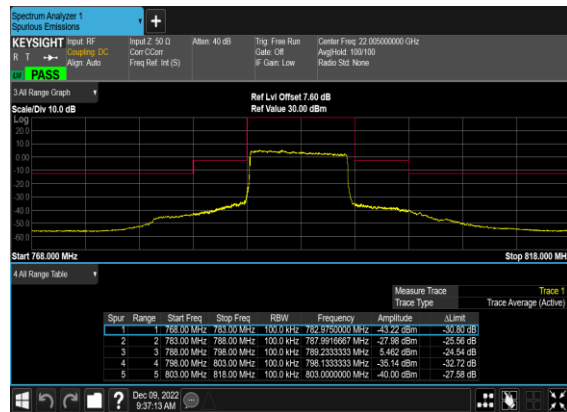 Spectrum Analyzer 1
Spurious Emissions
KEYSIGHT Input: RF Input Z: 50 Ω Atten: 40 dB Trig: Free Run Center Freq: 22.005000000 GHz
R T Coupling: DC Corr CCorr Gate: Off Avg|Hold: 100/100
Align: Auto Freq Ref: Int (S) IF Gain: Low Radio Std: None
PASS
3 All Range Graph
Ref Lvl Offset 7.60 dB
Scale/Div 10.0 dB Ref Value 30.00 dBm
Log
20.0
10.0
0.00
-10.0
-20.0
-30.0
-40.0
-50.0
-60.0
Start 768.000 MHz Stop 818.000 MH
4 All Range Table
Measure Trace Trace 1
Trace Type Trace Average (Active)
Spur Range Start Freq Stop Freq RBW Frequency Amplitude ΔLimit
1 1 768.00 MHz 783.00 MHz 100.0 kHz 782.9750000 MHz -43.22 dBm -30.80 dB
2 2 783.00 MHz 788.00 MHz 100.0 kHz 787.9916667 MHz -27.98 dBm -25.56 dB
3 3 788.00 MHz 798.00 MHz 100.0 kHz 789.2333333 MHz 5.462 dBm -24.54 dB
4 4 798.00 MHz 803.00 MHz 100.0 kHz 798.1333333 MHz -35.14 dBm -32.72 dB
5 5 803.00 MHz 818.00 MHz 100.0 kHz 803.0000000 MHz -40.00 dBm -27.58 dB
Dec 09, 2022
9:37:13 AM